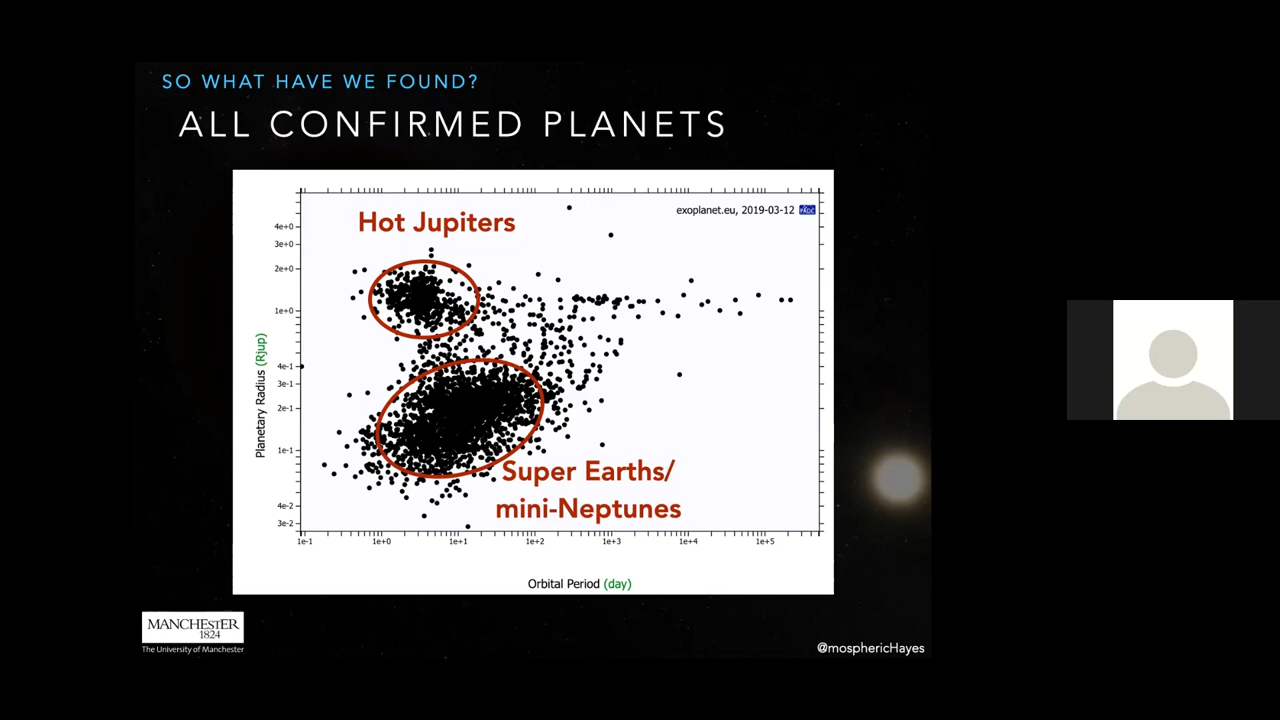 SO WHAT HAVE WE FOUND?
ALL CONFIRMED PLANETS
Hot Jupiters
exoplanet.eu, 2019-03-12
4e+0
3e+0
2e+0
1e+0
4e-1
3e-1
2e-1
1e-1
4e-2
3e-2
Planetary Radius (Rjup)
Super Earths/
mini-Neptunes
1e-1 1e+0 1e+1 1e+2 1e+3 1e+4 1e+5
Orbital Period (day)
MANCHESTER
1824
The University of Manchester
@mosphericHayes